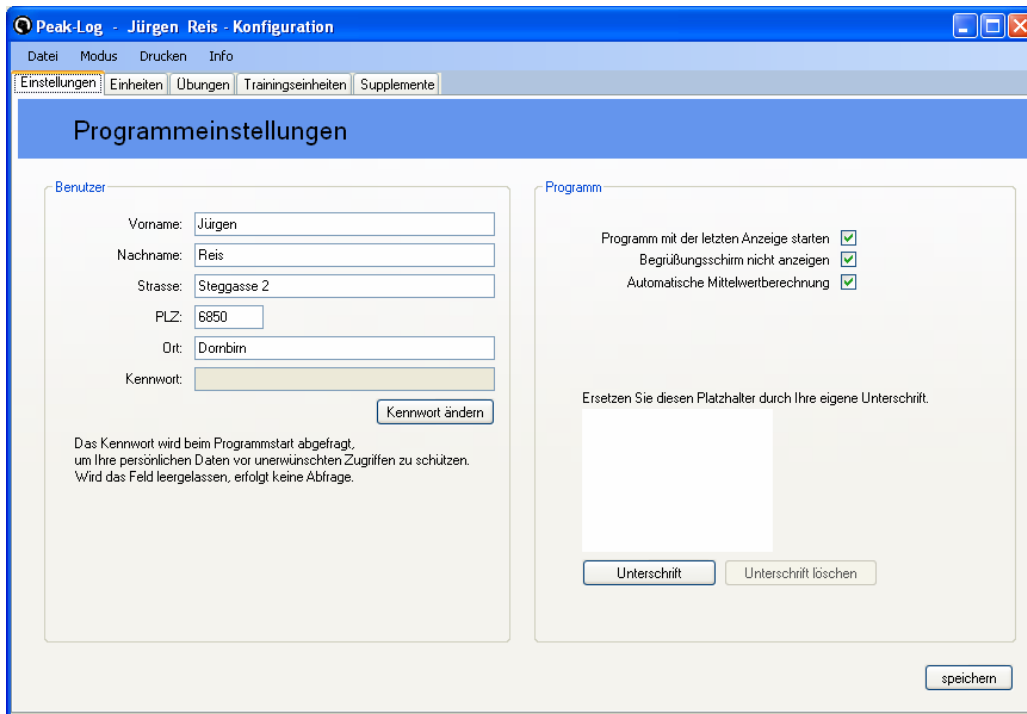 Peak-Log - Jürgen Reis - Konfiguration
Datei Modus Drucken Info
Einstellungen Einheiten Übungen Trainingseinheiten Supplemente
Programmeinstellungen
Benutzer
Vorname: Jürgen
Nachname: Reis
Strasse: Steggasse 2
PLZ: 6850
Ort: Dornbirn
Kennwort:
Kennwort ändern
Das Kennwort wird beim Programmstart abgefragt,
um Ihre persönlichen Daten vor unerwünschten Zugriffen zu schützen.
Wird das Feld leergelassen, erfolgt keine Abfrage.
Programm
Programm mit der letzten Anzeige starten
Begrüßungsschirm nicht anzeigen
Automatische Mittelwertberechnung
Ersetzen Sie diesen Platzhalter durch Ihre eigene Unterschrift.
Unterschrift Unterschrift löschen
speichern